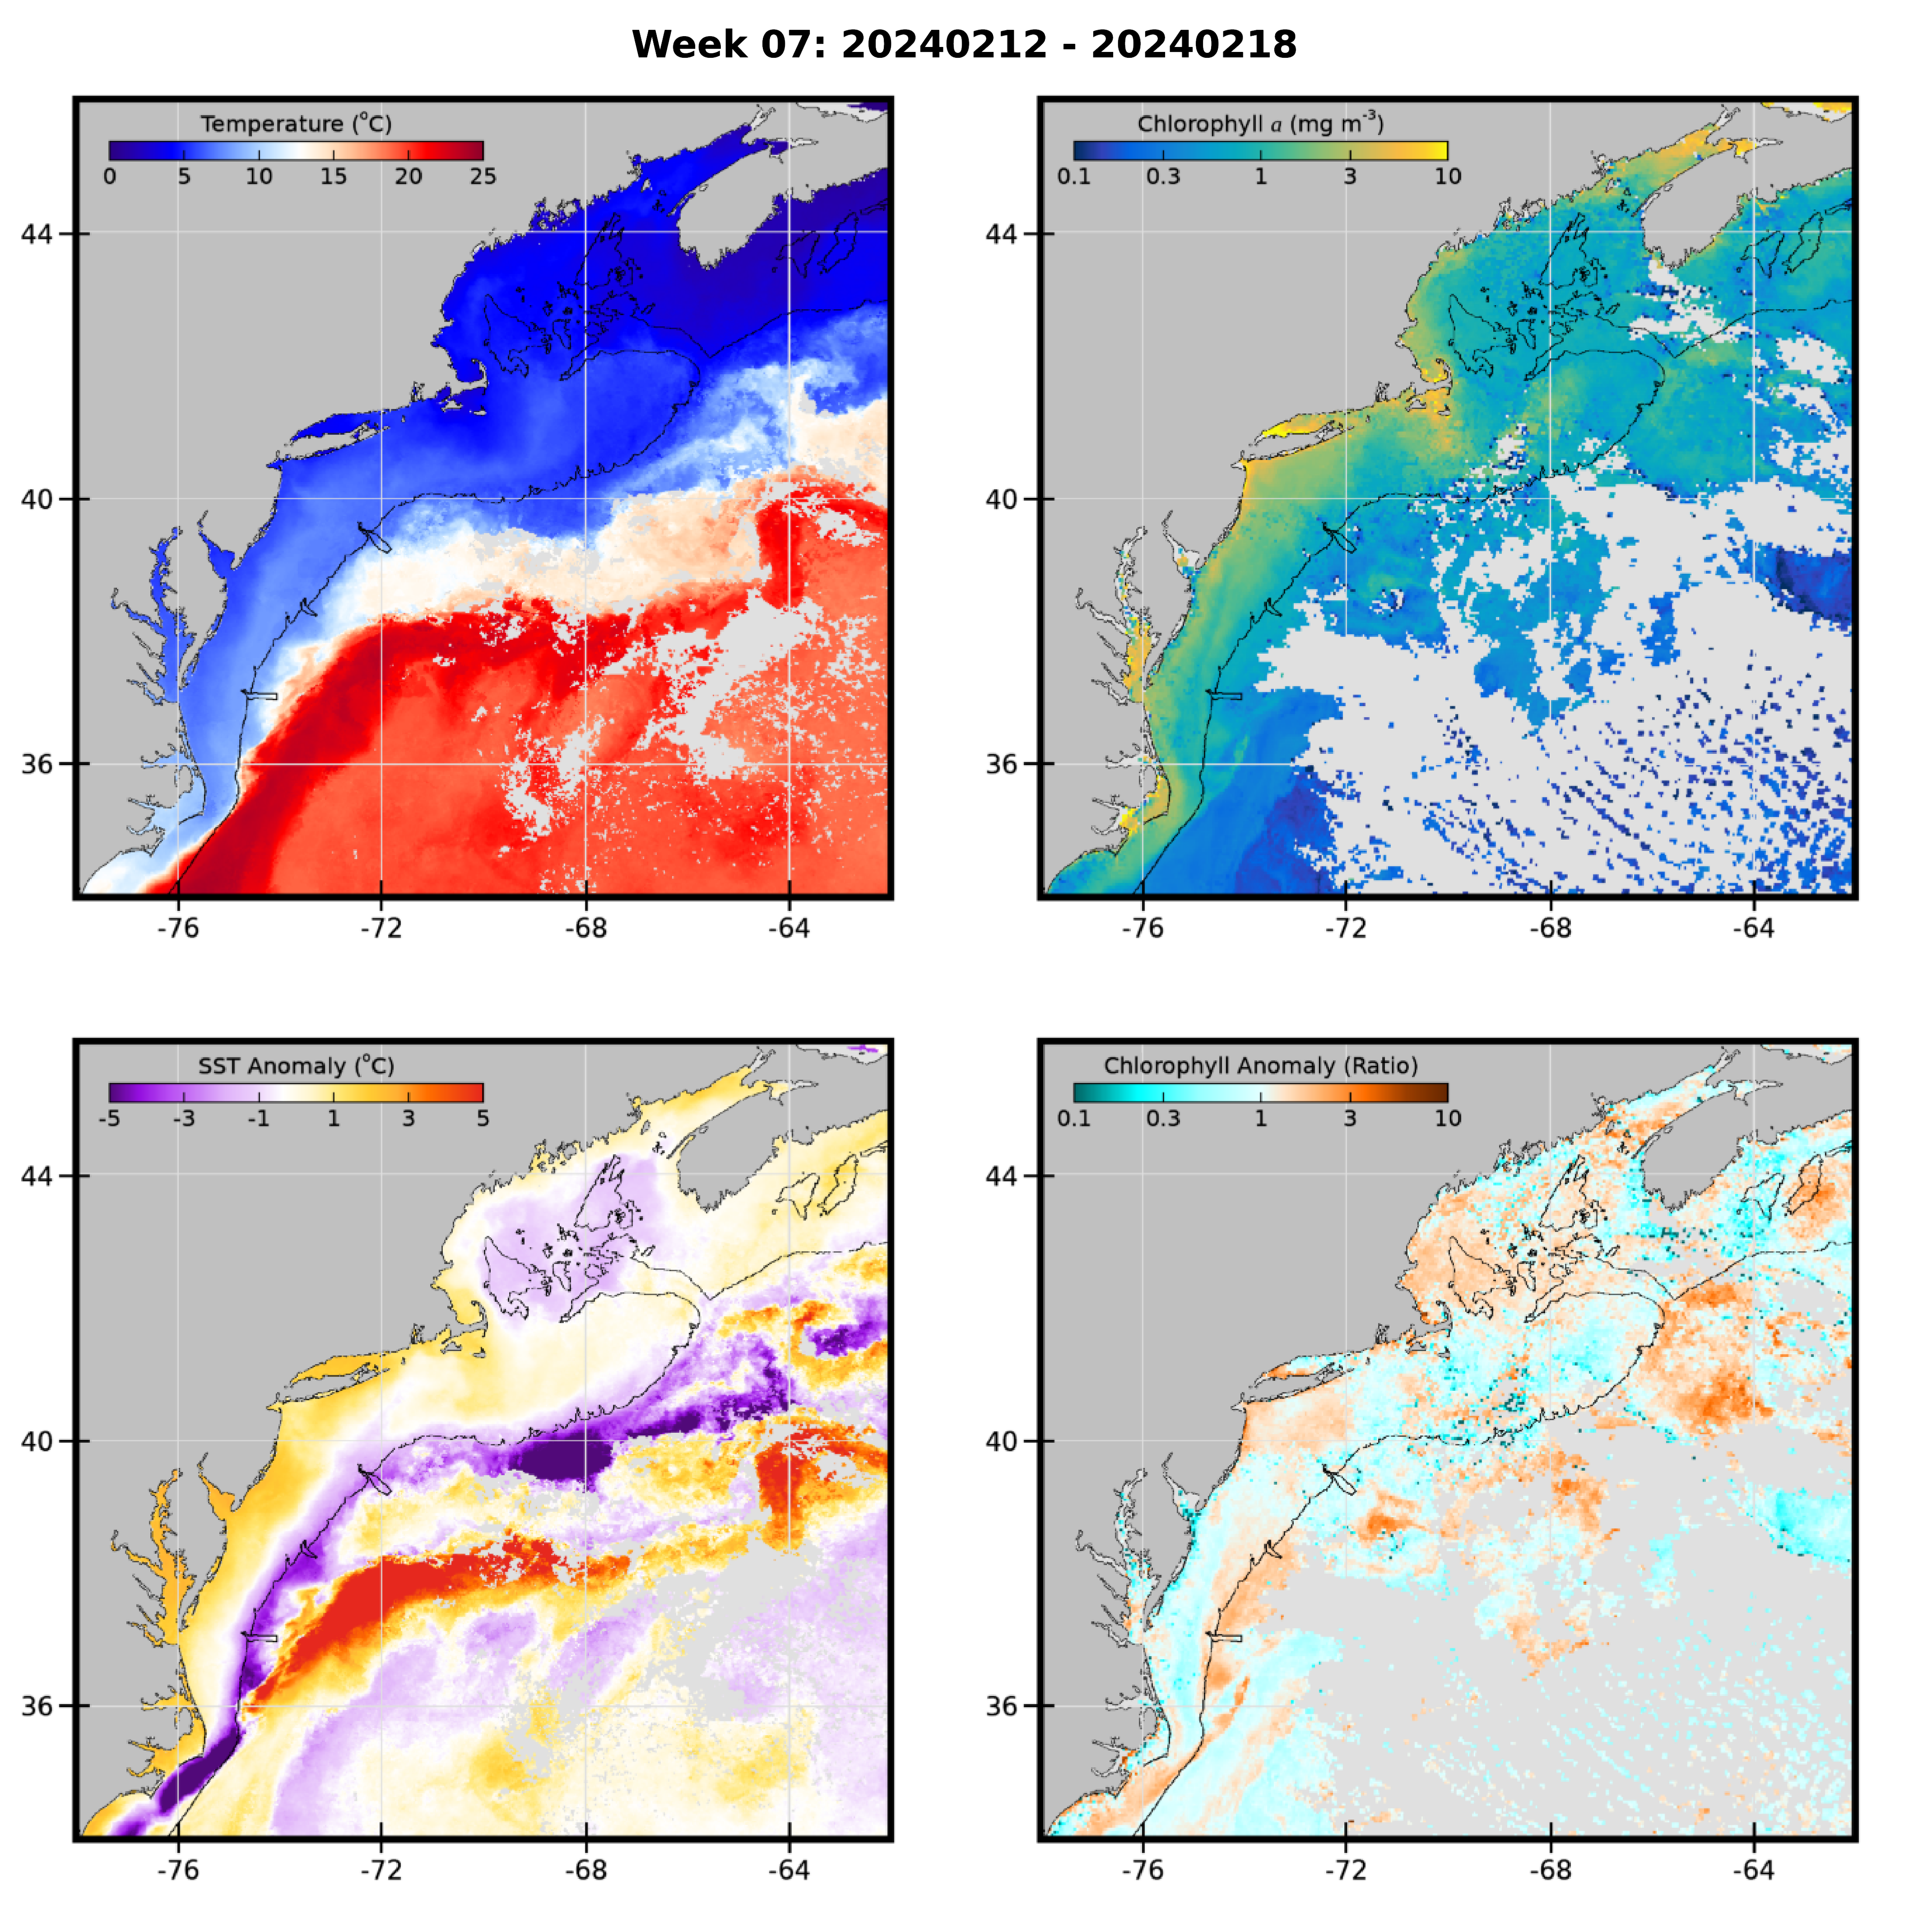 Week 07: 20240212 - 20240218
Temperature (°C)
0 5 10 15 20 25
44
40
36
-76 -72 -68 -64
Chlorophyll a (mg m⁻³)
0.1 0.3 1 3 10
44
40
36
-76 -72 -68 -64
SST Anomaly (°C)
-5 -3 -1 1 3 5
44
40
36
-76 -72 -68 -64
Chlorophyll Anomaly (Ratio)
0.1 0.3 1 3 10
44
40
36
-76 -72 -68 -64